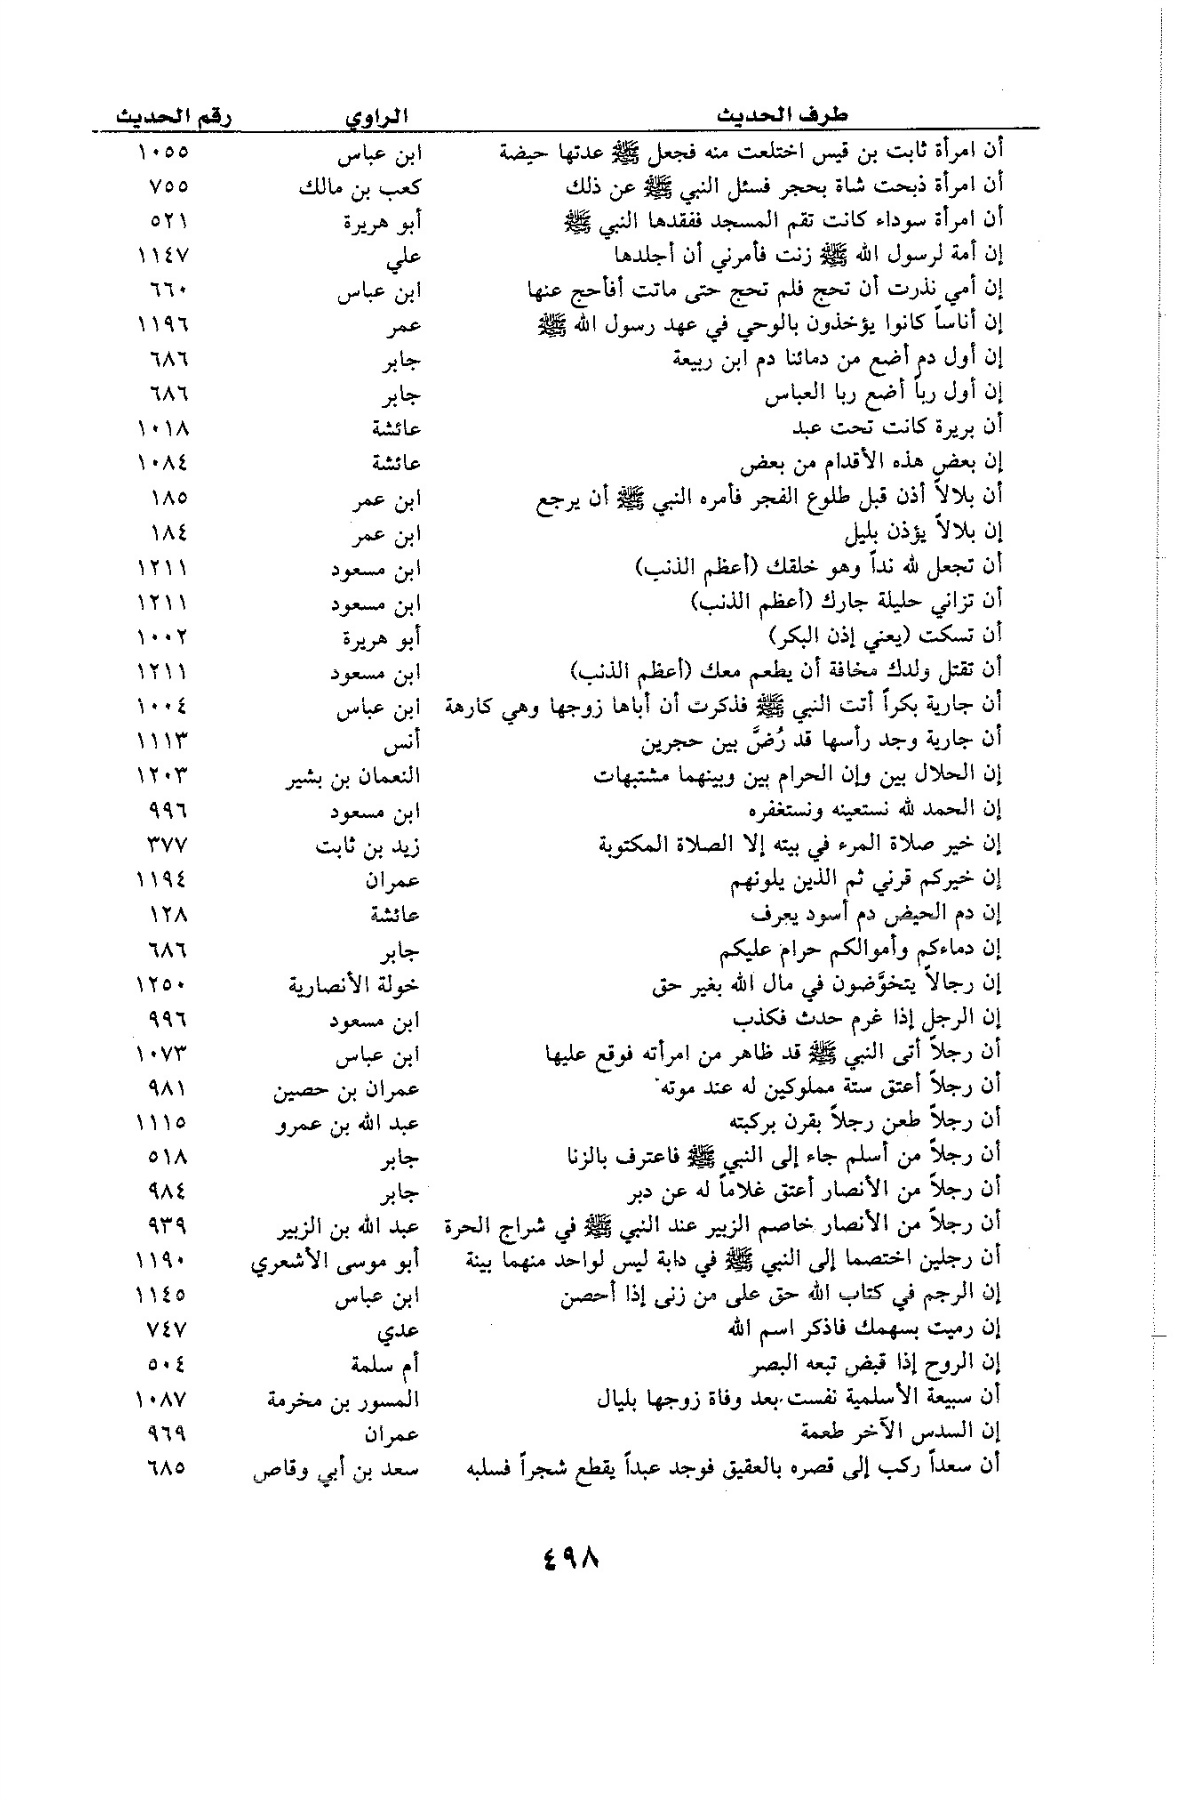 طرف الحديث الراوي رقم الحديث
أن امرأة ثابت بن قيس اختلعت منه فجعل ﷺ عدتها حيضة ابن عباس ١٠٥٥
أن امرأة ذبحت شاة بحجر فسئل النبي ﷺ عن ذلك كعب بن مالك ٧٥٥
أن امرأة سوداء كانت تقم المسجد ففقدها النبي ﷺ أبو هريرة ٥٢١
إن أمة لرسول الله ﷺ زنت فأمرني أن أجلدها علي ١١٤٧
إن أمي نذرت أن تحج فلم تحج حتى ماتت أفأحج عنها ابن عباس ٦٦٠
إن أناساً كانوا يؤخذون بالوحي في عهد رسول الله ﷺ عمر ١١٩٦
إن أول دم أضع من دمائنا دم ابن ربيعة جابر ٦٨٦
إن أول رباً أضع ربا العباس جابر ٦٨٦
أن بريرة كانت تحت عبد عائشة ١٠١٨
إن بعض هذه الأقدام من بعض عائشة ١٠٨٤
أن بلالاً أذن قبل طلوع الفجر فأمره النبي ﷺ أن يرجع ابن عمر ١٨٥
إن بلالاً يؤذن بليل ابن عمر ١٨٤
أن تجعل لله نداً وهو خلقك (أعظم الذنب) ابن مسعود ١٢١١
أن تزاني حليلة جارك (أعظم الذنب) ابن مسعود ١٢١١
أن تسكت (يعني إذن البكر) أبو هريرة ١٠٠٢
أن تقتل ولدك مخافة أن يطعم معك (أعظم الذنب) ابن مسعود ١٢١١
أن جارية بكراً أتت النبي ﷺ فذكرت أن أباها زوجها وهي كارهة ابن عباس ١٠٠٤
أن جارية وجد رأسها قد رُضَّ بين حجرين أنس ١١١٣
إن الحلال بين وإن الحرام بين وبينهما مشتبهات النعمان بن بشير ١٢٠٣
إن الحمد لله نستعينه ونستغفره ابن مسعود ٩٩٦
إن خير صلاة المرء في بيته إلا الصلاة المكتوبة زيد بن ثابت ٣٧٧
إن خيركم قرني ثم الذين يلونهم عمران ١١٩٤
إن دم الحيض دم أسود يعرف عائشة ١٢٨
إن دماءكم وأموالكم حرام عليكم جابر ٦٨٦
إن رجالاً يتخوَّضون في مال الله بغير حق خولة الأنصارية ١٢٥٠
إن الرجل إذا غرم حدث فكذب ابن مسعود ٩٩٦
أن رجلاً أتى النبي ﷺ قد ظاهر من امرأته فوقع عليها ابن عباس ١٠٧٣
أن رجلاً أعتق ستة مملوكين له عند موته عمران بن حصين ٩٨١
أن رجلاً طعن رجلاً بقرن بركبته عبد الله بن عمرو ١١١٥
أن رجلاً من أسلم جاء إلى النبي ﷺ فاعترف بالزنا جابر ٥١٨
أن رجلاً من الأنصار أعتق غلاماً له عن دبر جابر ٩٨٤
أن رجلاً من الأنصار خاصم الزبير عند النبي ﷺ في شراج الحرة عبد الله بن الزبير ٩٣٩
أن رجلين اختصما إلى النبي ﷺ في دابة ليس لواحد منهما بينة أبو موسى الأشعري ١١٩٠
إن الرجم في كتاب الله حق على من زنى إذا أحصن ابن عباس ١١٤٥
إن رميت بسهمك فاذكر اسم الله عدي ٧٤٧
إن الروح إذا قبض تبعه البصر أم سلمة ٥٠٤
أن سبيعة الأسلمية نفست بعد وفاة زوجها بليال المسور بن مخرمة ١٠٨٧
إن السدس الآخر طعمة عمران ٩٦٩
أن سعداً ركب إلى قصره بالعقيق فوجد عبداً يقطع شجراً فسلبه سعد بن أبي وقاص ٦٨٥
٤٩٨